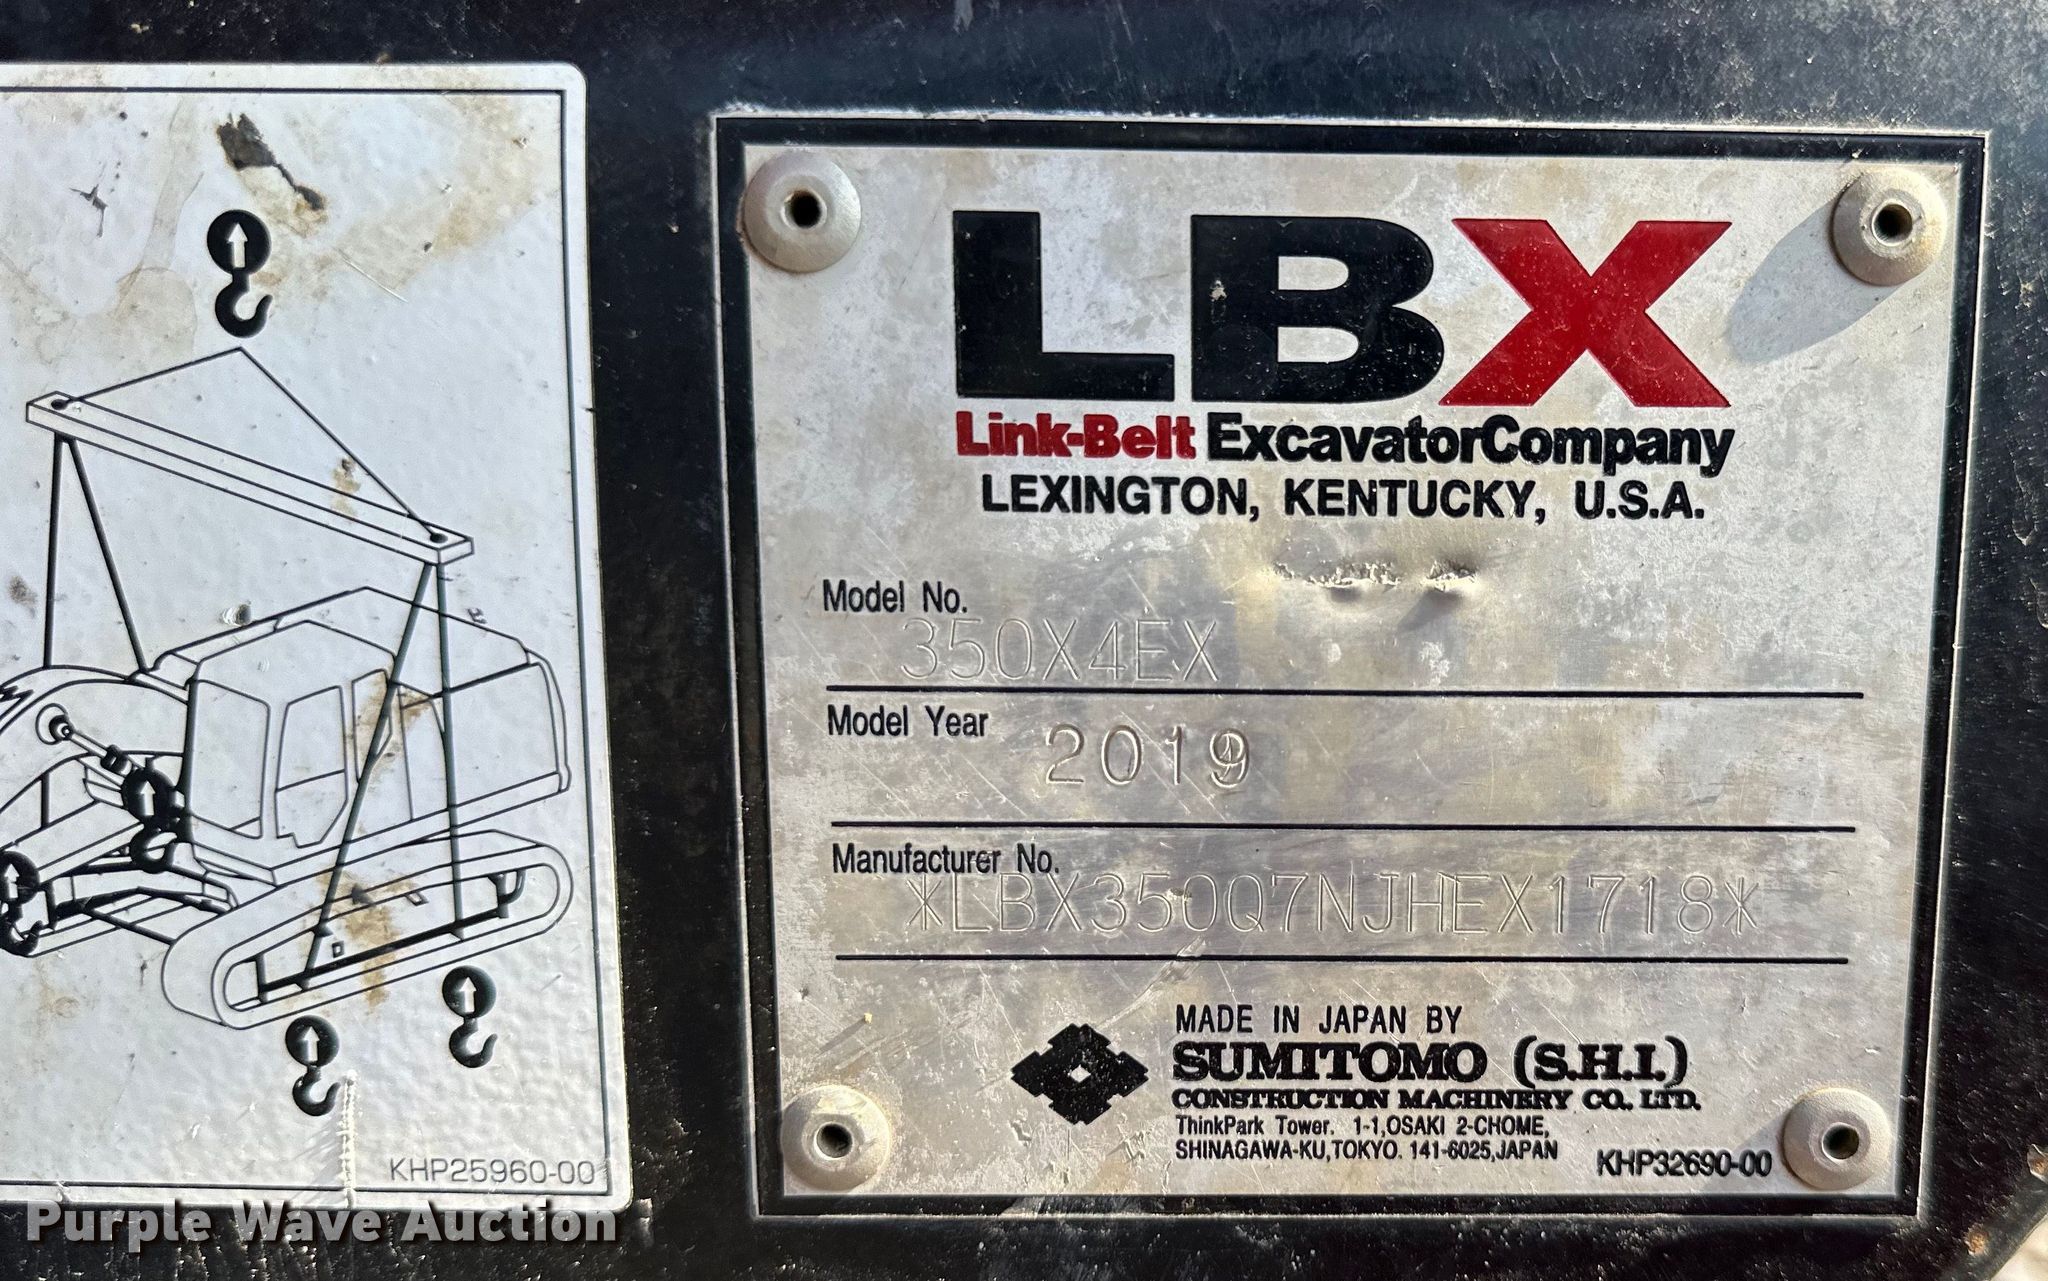 LBX
Link-Belt ExcavatorCompany
LEXINGTON, KENTUCKY, U.S.A.
Model No.
350X4EX
Model Year
2019
Manufacturer No.
*LBX350Q7NJHEX1718*
MADE IN JAPAN BY
SUMITOMO (S.H.I.)
CONSTRUCTION MACHINERY CO. LTD.
ThinkPark Tower. 1-1,OSAKI 2-CHOME,
SHINAGAWA-KU,TOKYO. 141-6025,JAPAN
KHP32690-00
KHP25960-00
Purple Wave Auction